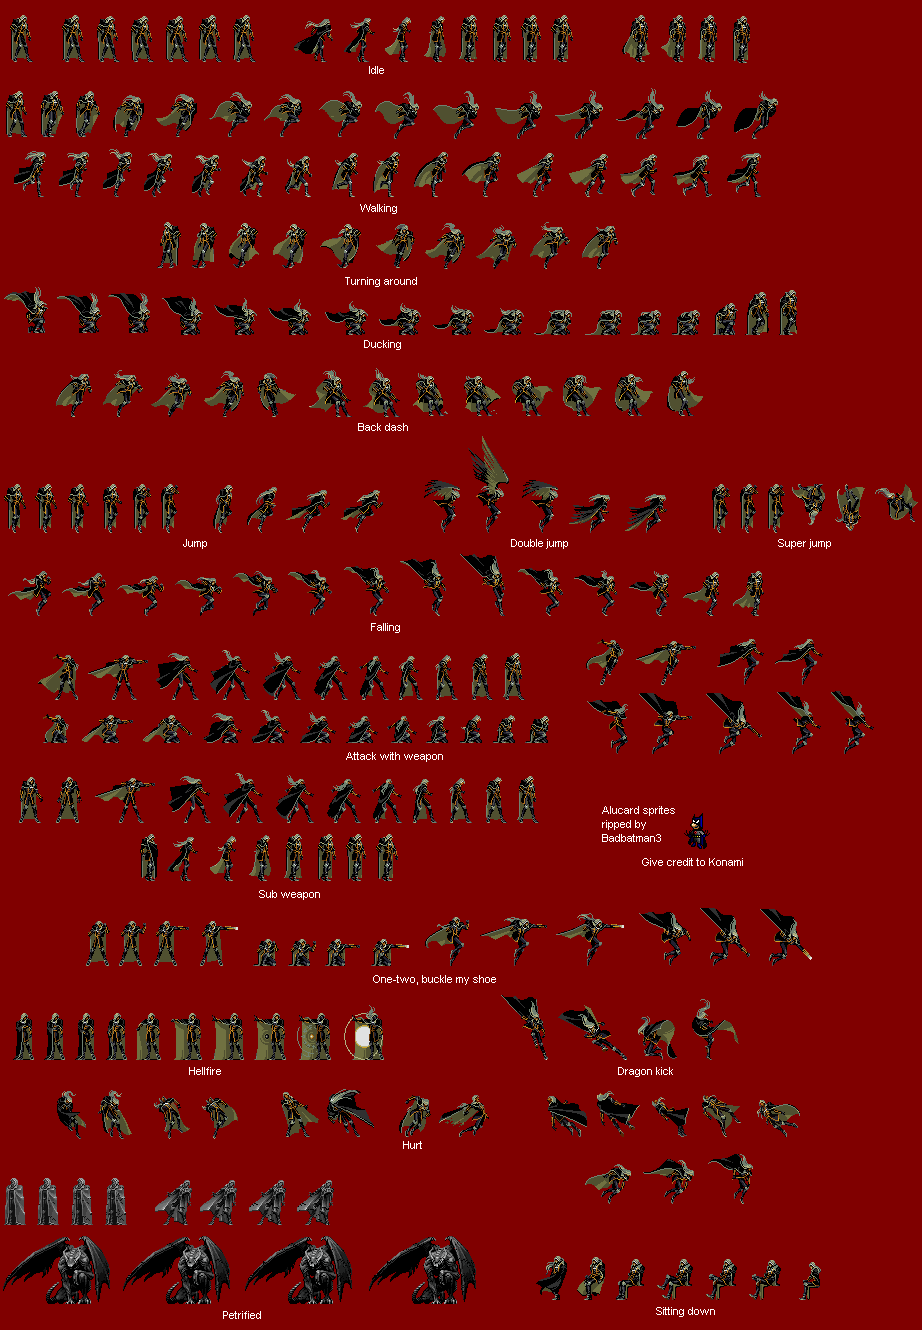 Idle
Walking
Turning around
Ducking
Back dash
Jump
Double jump
Super jump
Falling
Attack with weapon
Alucard sprites
ripped by
Badbatman3
Give credit to Konami
Sub weapon
One-two, buckle my shoe
Hellfire
Dragon kick
Hurt
Petrified
Sitting down